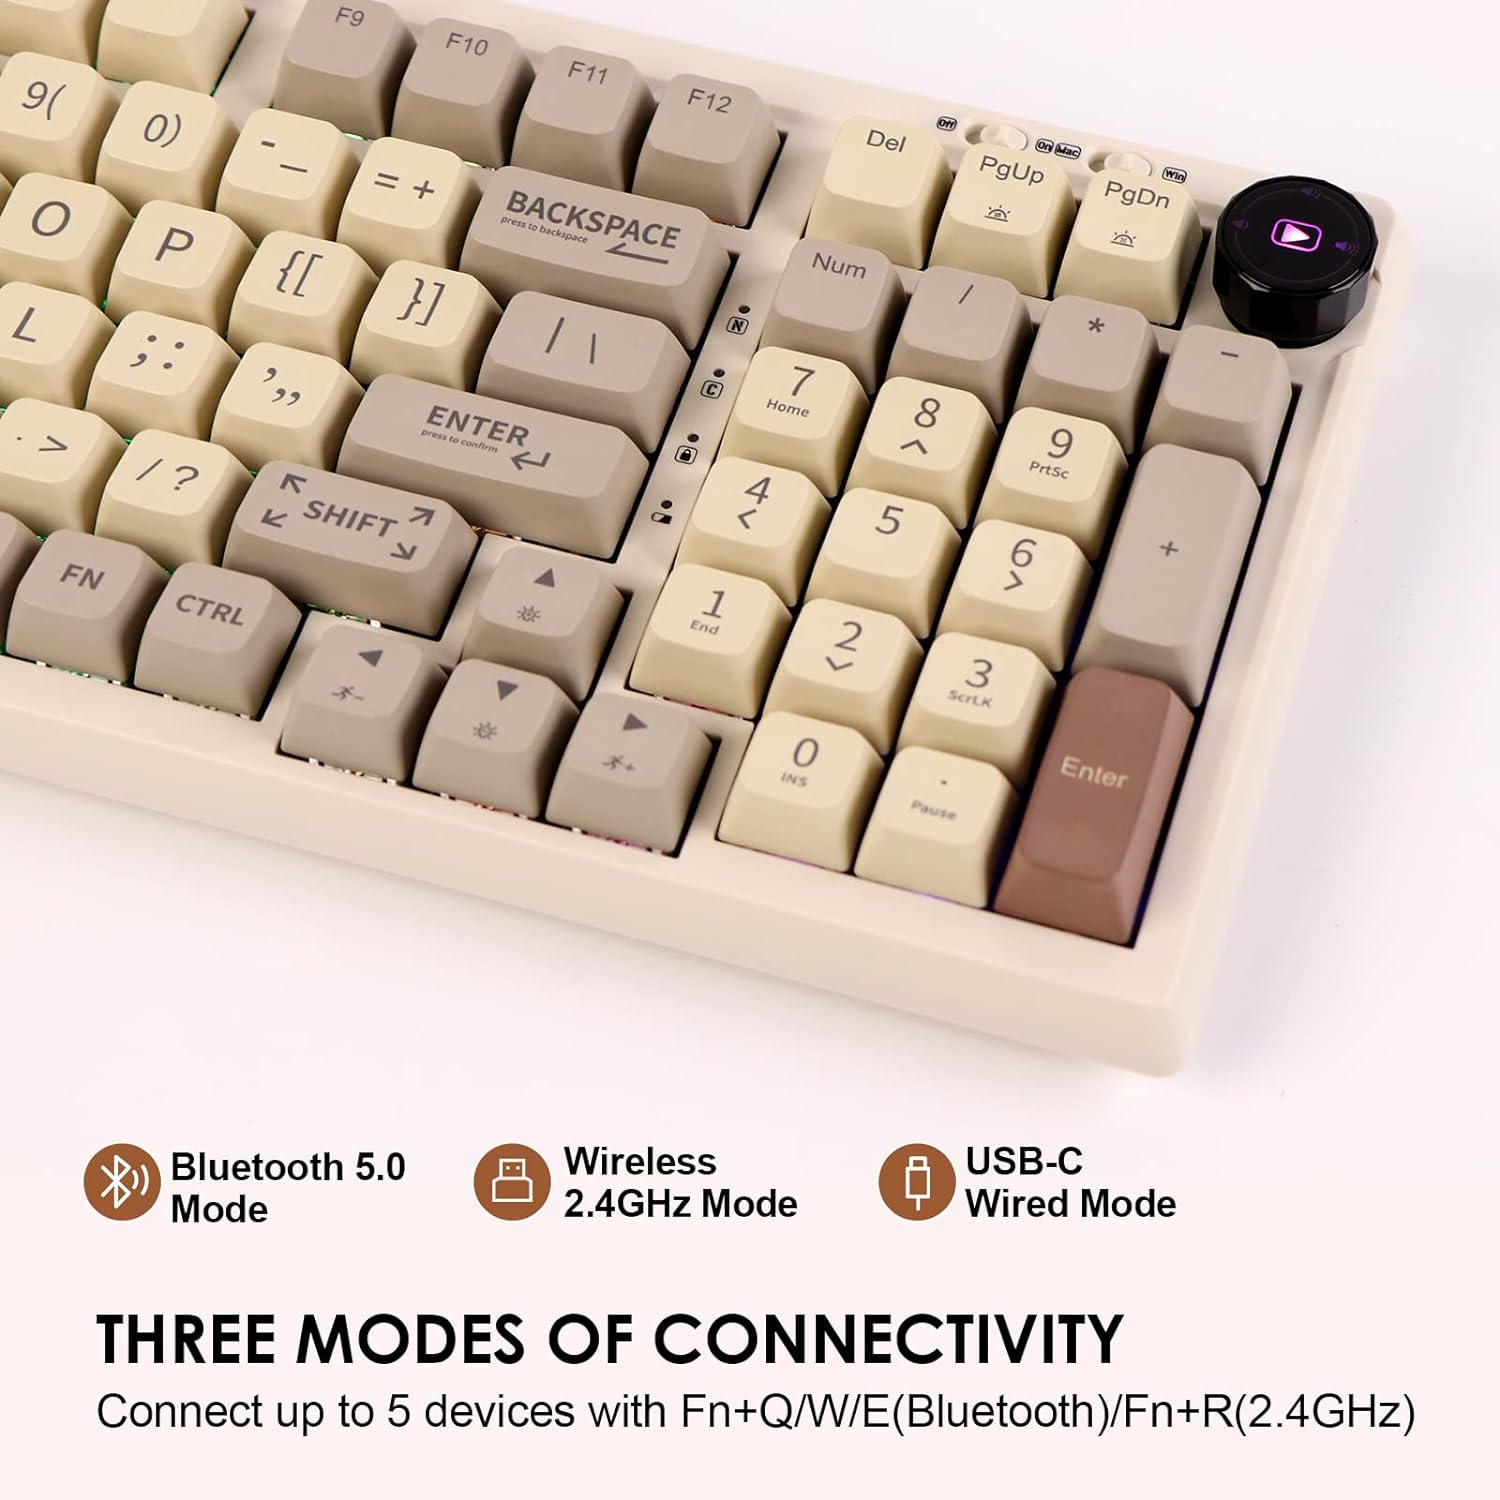 F9
F10
F11
F12
Del
PgUp
PgDn
Off
On
Mac
Win
9(
0)
-_
=+
BACKSPACE
press to backspace
O
P
{[
}]
| \
L
;:
',,
ENTER
press to confirm
. >
/ ?
SHIFT
FN
CTRL
N
C
Num
/
*
-
7
Home
8
9
PrtSc
+
4
<
5
6
>
1
End
2
3
ScrLK
0
INS
.
Pause
Enter
Bluetooth 5.0
Mode
Wireless
2.4GHz Mode
USB-C
Wired Mode
THREE MODES OF CONNECTIVITY
Connect up to 5 devices with Fn+Q/W/E(Bluetooth)/Fn+R(2.4GHz)